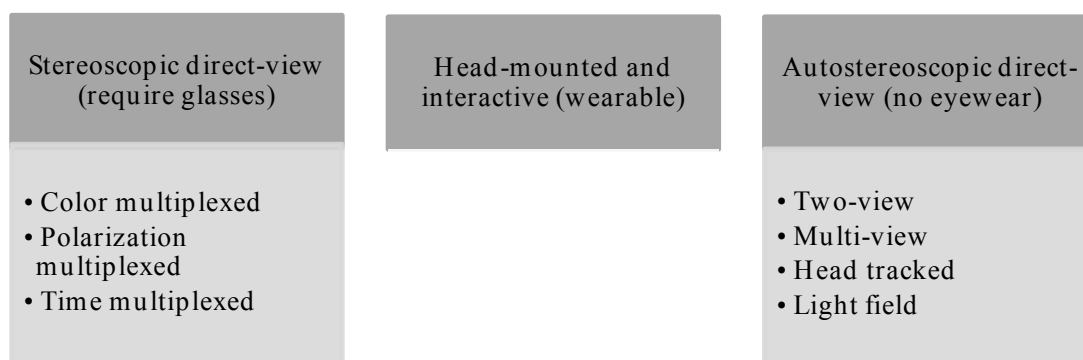 Stereoscopic direct-view
(require glasses)
• Color multiplexed
• Polarization
multiplexed
• Time multiplexed
Head-mounted and
interactive (wearable)
Autostereoscopic direct-
view (no eyewear)
• Two-view
• Multi-view
• Head tracked
• Light field